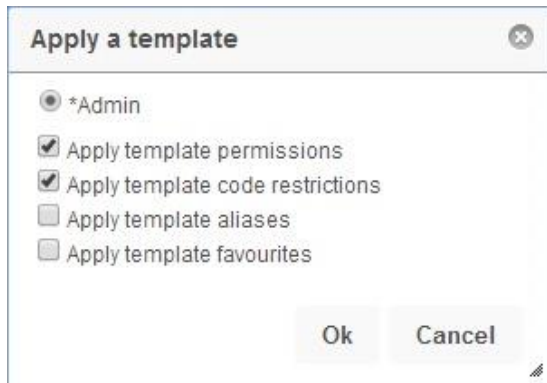 Apply a template
*Admin
Apply template permissions
Apply template code restrictions
Apply template aliases
Apply template favourites
Ok Cancel